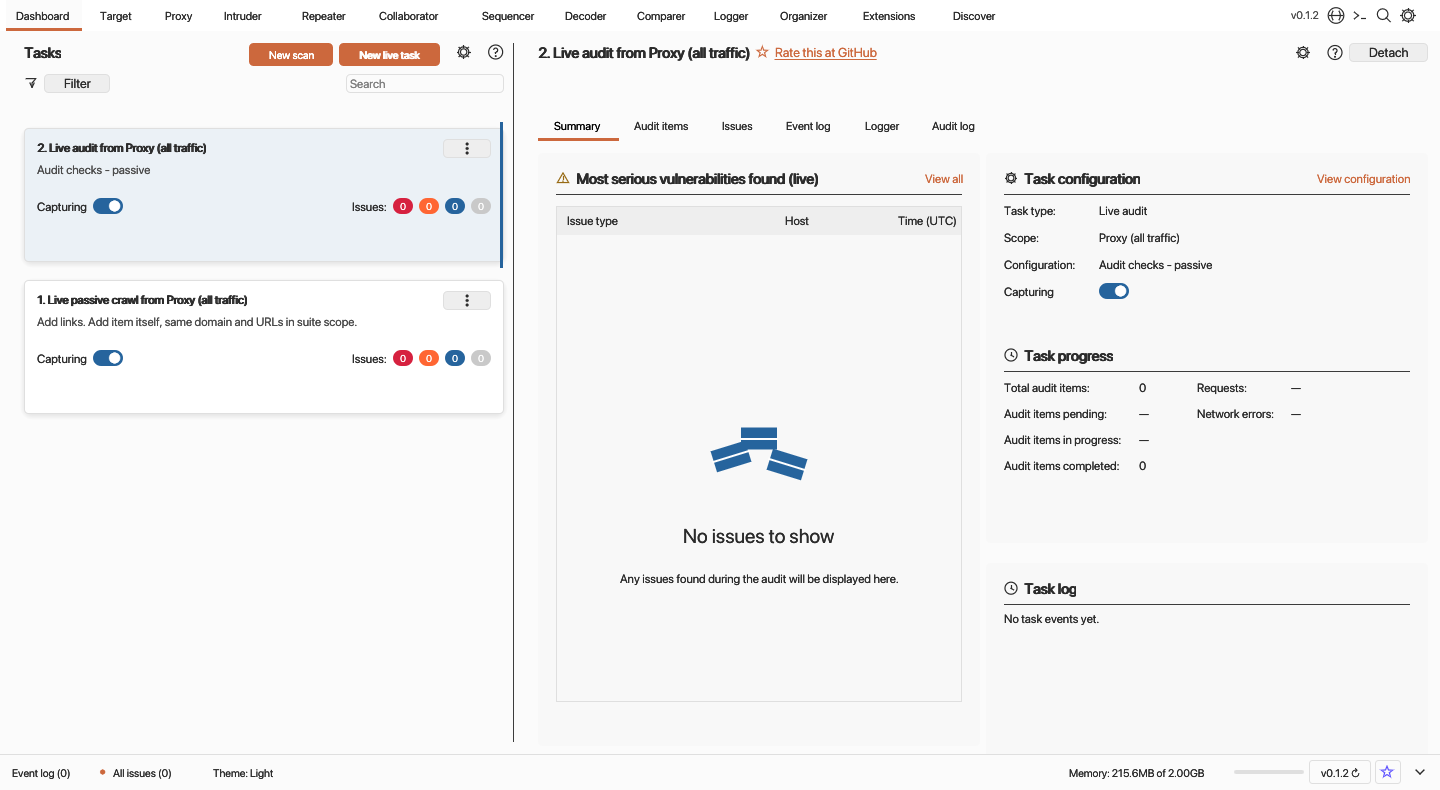 Dashboard Target Proxy Intruder Repeater Collaborator Sequencer Decoder Comparer Logger Organizer Extensions Discover v0.1.2
Tasks New scan New live task
Filter Search
2. Live audit from Proxy (all traffic)
Audit checks - passive
Capturing Issues: 0 0 0 0
1. Live passive crawl from Proxy (all traffic)
Add links. Add item itself, same domain and URLs in suite scope.
Capturing Issues: 0 0 0 0
2. Live audit from Proxy (all traffic) Rate this at GitHub Detach
Summary Audit items Issues Event log Logger Audit log
Most serious vulnerabilities found (live) View all
Issue type Host Time (UTC)
No issues to show
Any issues found during the audit will be displayed here.
Task configuration View configuration
Task type: Live audit
Scope: Proxy (all traffic)
Configuration: Audit checks - passive
Capturing
Task progress
Total audit items: 0 Requests: —
Audit items pending: — Network errors: —
Audit items in progress: —
Audit items completed: 0
Task log
No task events yet.
Event log (0) All issues (0) Theme: Light Memory: 215.6MB of 2.00GB v0.1.2